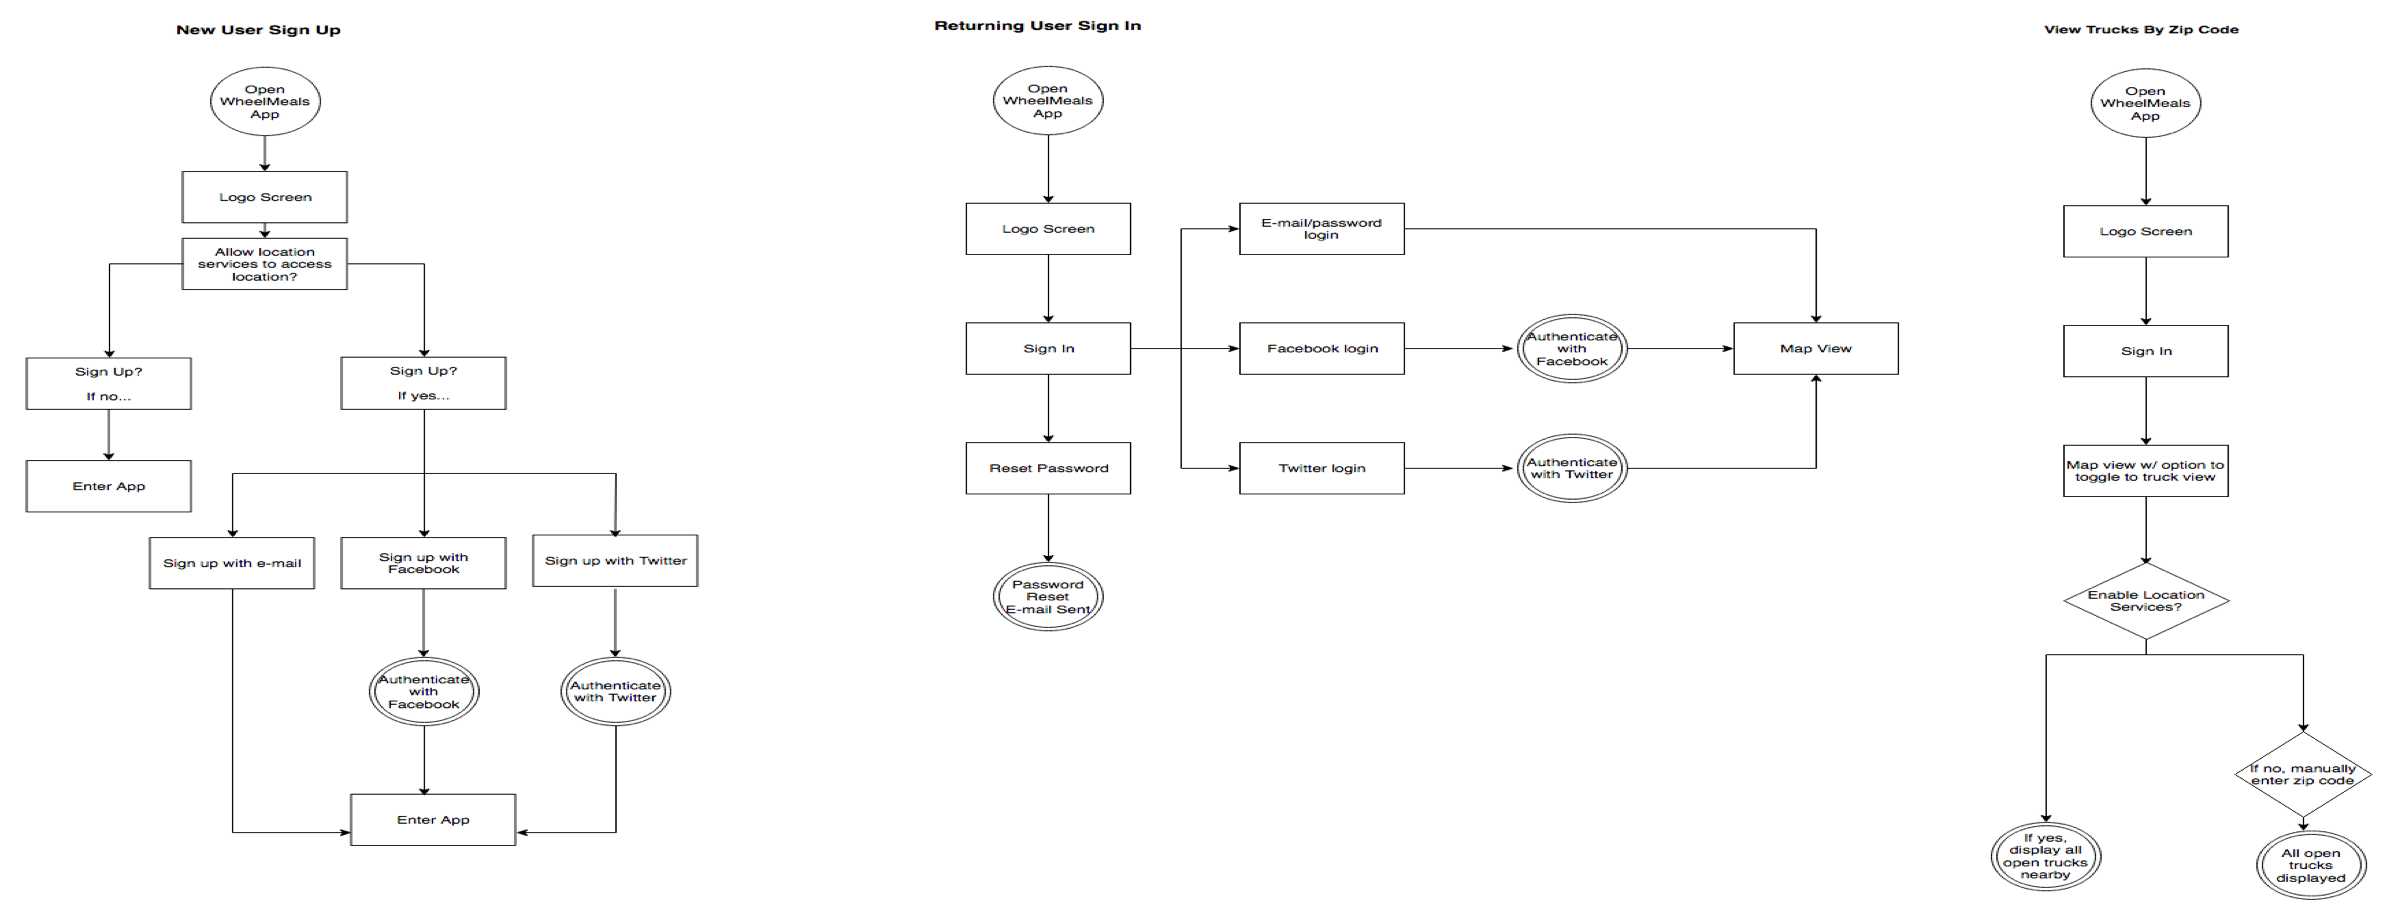 New User Sign Up
Open
WheelMeals
App
Logo Screen
Allow location
services to access
location?
Sign Up?
If no...
Sign Up?
If yes...
Enter App
Sign up with e-mail
Sign up with
Facebook
Sign up with Twitter
Authenticate
with
Facebook
Authenticate
with Twitter
Enter App
Returning User Sign In
Open
WheelMeals
App
Logo Screen
E-mail/password
login
Sign In
Facebook login
Authenticate
with
Facebook
Map View
Reset Password
Twitter login
Authenticate
with Twitter
Password
Reset
E-mail Sent
View Trucks By Zip Code
Open
WheelMeals
App
Logo Screen
Sign In
Map view w/ option to
toggle to truck view
Enable Location
Services?
If no, manually
enter zip code
If yes,
display all
open trucks
nearby
All open
trucks
displayed